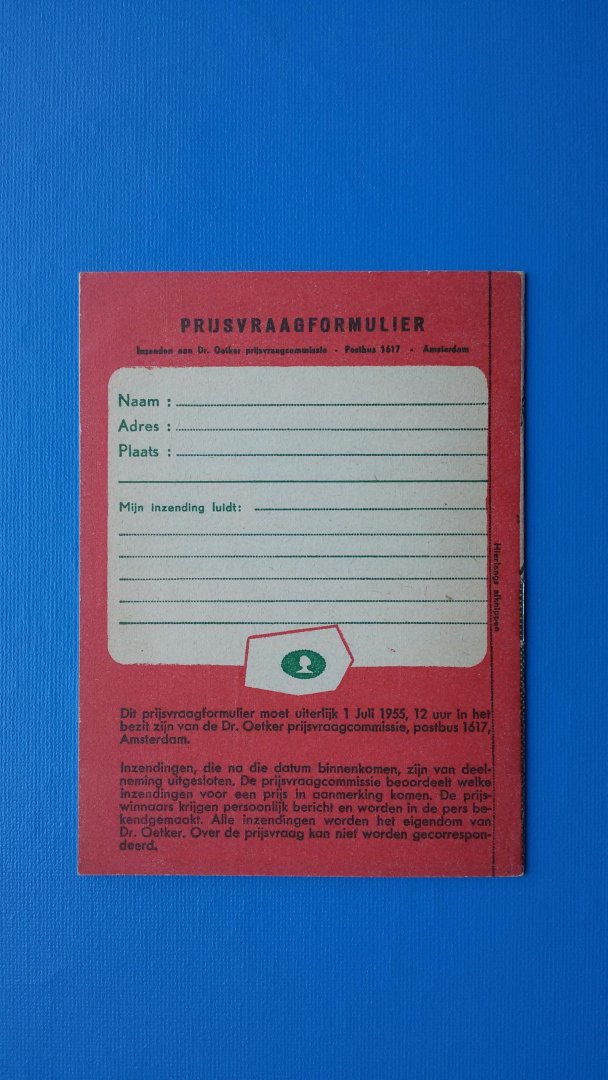 PRIJSVRAAGFORMULIER
Inzenden aan Dr. Oetker prijsvraagcommissie - Postbus 1617 - Amsterdam
Naam :
Adres :
Plaats :
Mijn inzending luidt:
Hierlangs afknippen
Dit prijsvraagformulier moet uiterlijk 1 Juli 1955, 12 uur in het
bezit zijn van de Dr. Oetker prijsvraagcommissie, postbus 1617,
Amsterdam.
Inzendingen, die na die datum binnenkomen, zijn van deel-
neming uitgesloten. De prijsvraagcommissie beoordeelt welke
inzendingen voor een prijs in aanmerking komen. De prijs-
winnaars krijgen persoonlijk bericht en worden in de pers be-
kendgemaakt. Alle inzendingen worden het eigendom van
Dr. Oetker. Over de prijsvraag kan niet worden gecorrespon-
deerd.